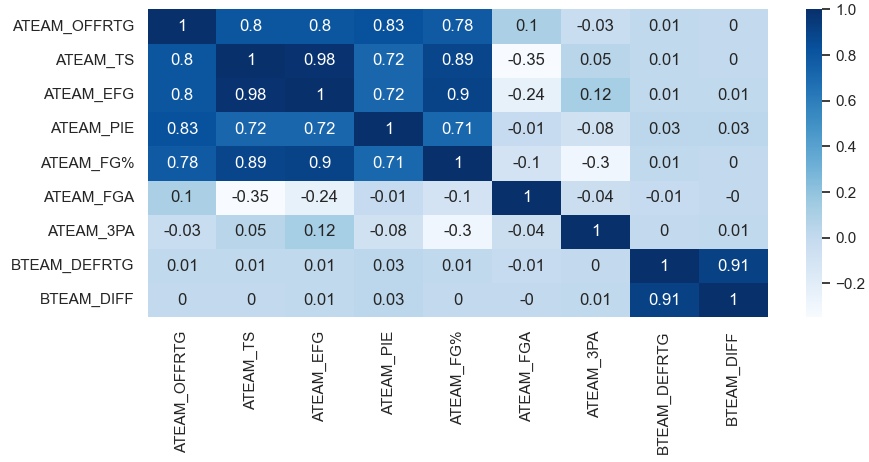 ATEAM_OFFRTG 1 0.8 0.8 0.83 0.78 0.1 -0.03 0.01 0
ATEAM_TS 0.8 1 0.98 0.72 0.89 -0.35 0.05 0.01 0
ATEAM_EFG 0.8 0.98 1 0.72 0.9 -0.24 0.12 0.01 0.01
ATEAM_PIE 0.83 0.72 0.72 1 0.71 -0.01 -0.08 0.03 0.03
ATEAM_FG% 0.78 0.89 0.9 0.71 1 -0.1 -0.3 0.01 0
ATEAM_FGA 0.1 -0.35 -0.24 -0.01 -0.1 1 -0.04 -0.01 -0
ATEAM_3PA -0.03 0.05 0.12 -0.08 -0.3 -0.04 1 0 0.01
BTEAM_DEFRTG 0.01 0.01 0.01 0.03 0.01 -0.01 0 1 0.91
BTEAM_DIFF 0 0 0.01 0.03 0 -0 0.01 0.91 1
ATEAM_OFFRTG
ATEAM_TS
ATEAM_EFG
ATEAM_PIE
ATEAM_FG%
ATEAM_FGA
ATEAM_3PA
BTEAM_DEFRTG
BTEAM_DIFF
1.0
0.8
0.6
0.4
0.2
0.0
−0.2